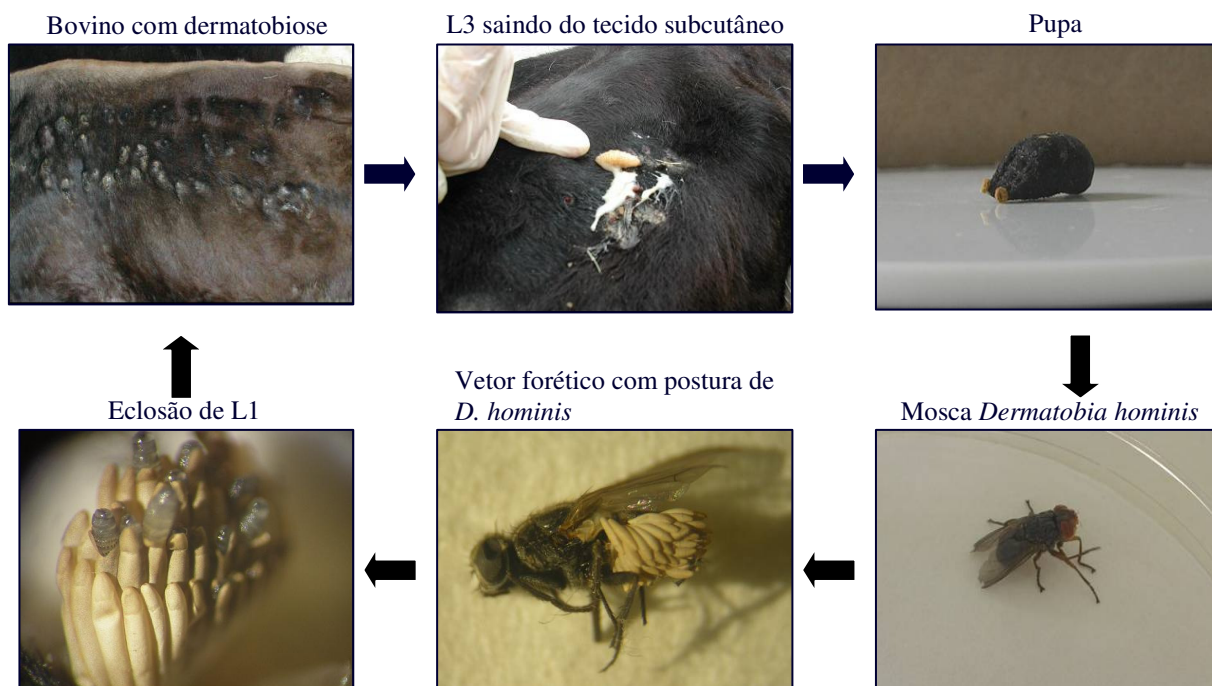 Bovino com dermatobiose
L3 saindo do tecido subcutâneo
Pupa
Eclosão de L1
Vetor forético com postura de
D. hominis
Mosca Dermatobia hominis